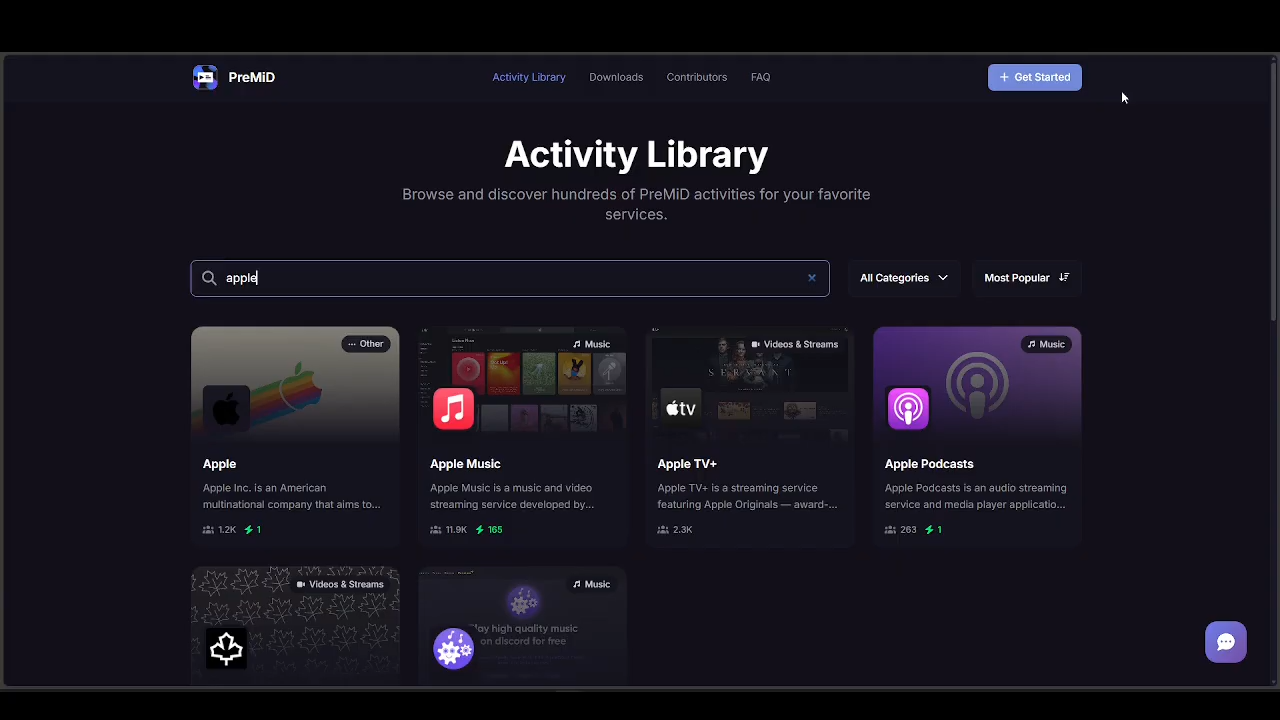 PreMiD
Activity Library
Downloads
Contributors
FAQ
+ Get Started
Activity Library
Browse and discover hundreds of PreMiD activities for your favorite
services.
apple
All Categories
Most Popular
Other
Apple
Apple Inc. is an American
multinational company that aims to...
1.2K
1
Music
Apple Music
Apple Music is a music and video
streaming service developed by...
11.9K
165
Videos & Streams
SERVANT
tv
Apple TV+
Apple TV+ is a streaming service
featuring Apple Originals — award-...
2.3K
Music
Apple Podcasts
Apple Podcasts is an audio streaming
service and media player applicatio...
263
1
Videos & Streams
Music
Play high quality music
on discord for free